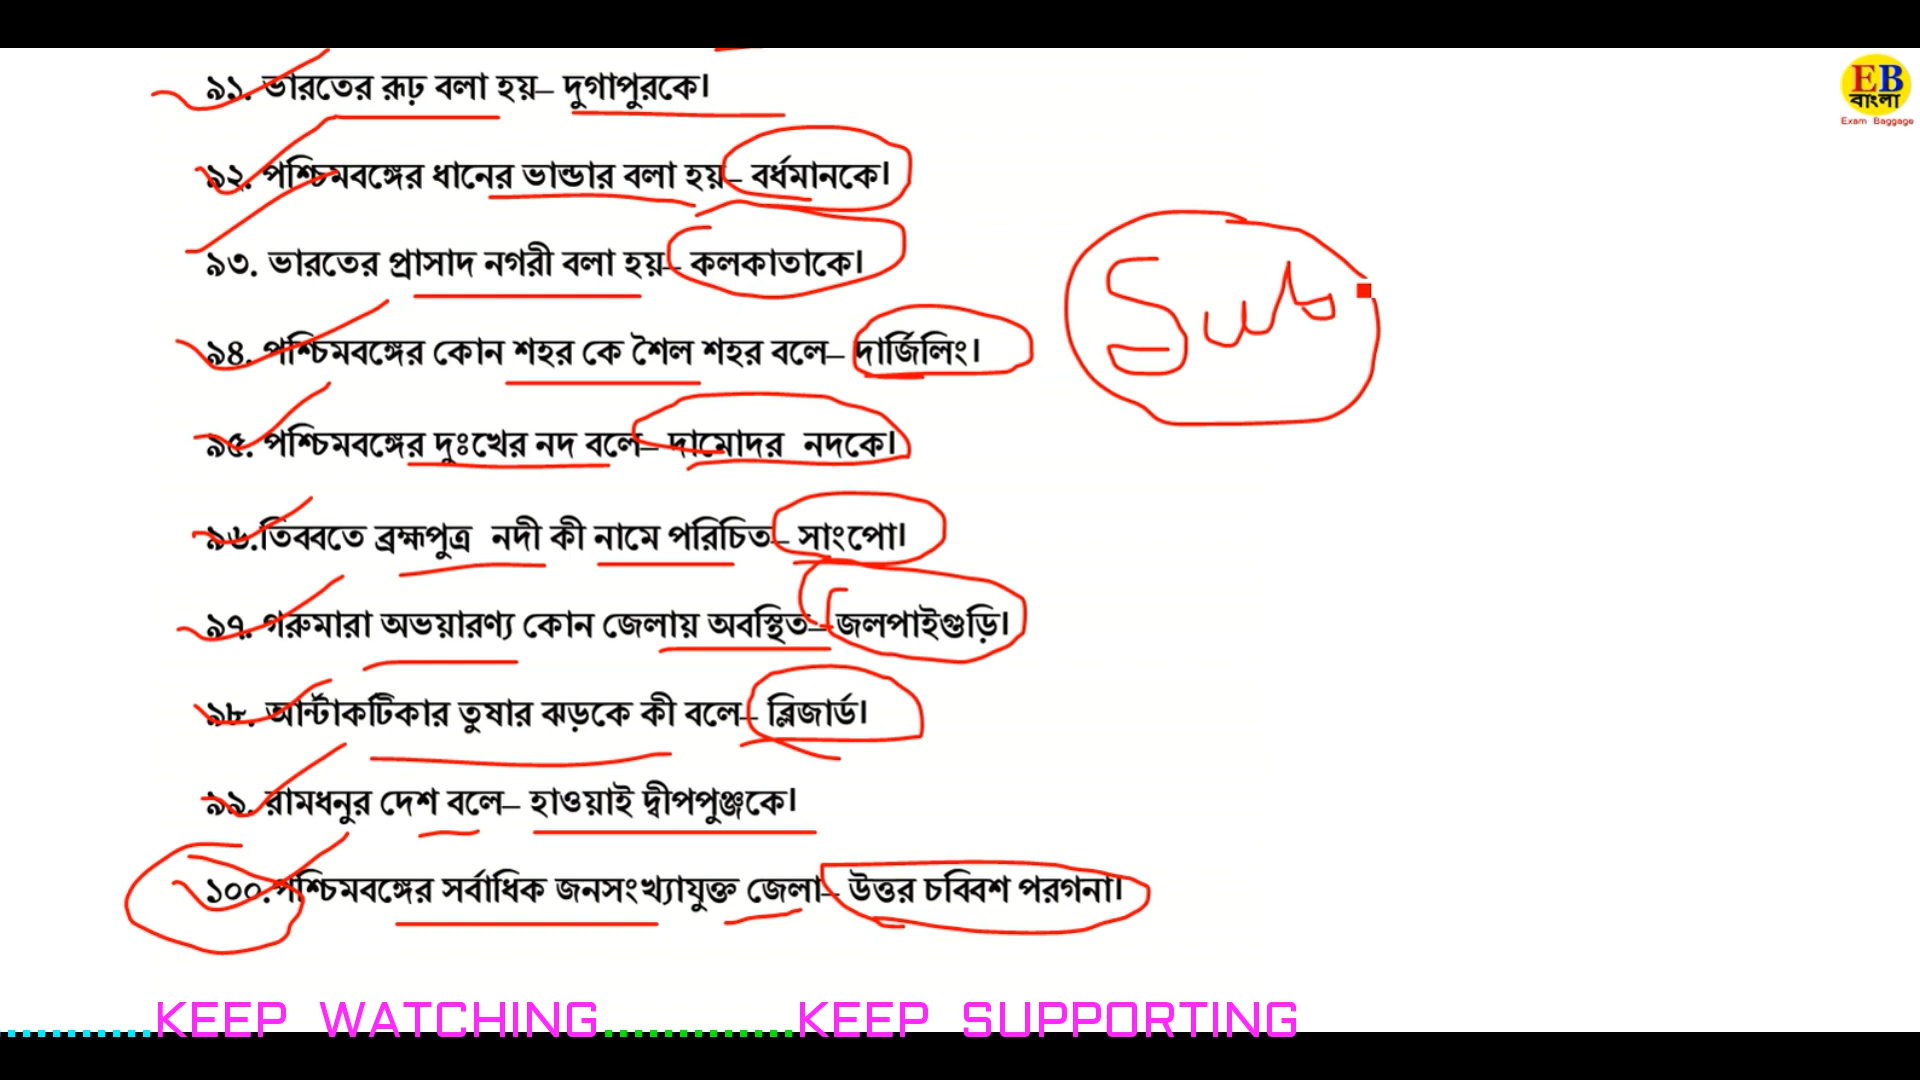 ৯১. ভারতের রূঢ় বলা হয়– দুগাপুরকে।
EB
বাংলা
Exam Baggage
৯২. পশ্চিমবঙ্গের ধানের ভান্ডার বলা হয়– বর্ধমানকে।
৯৩. ভারতের প্রাসাদ নগরী বলা হয়– কলকাতাকে।
Sub
৯৪. পশ্চিমবঙ্গের কোন শহর কে শৈল শহর বলে– দার্জিলিং।
৯৫. পশ্চিমবঙ্গের দুঃখের নদ বলে– দামোদর নদকে।
৯৬.তিববতে ব্রহ্মপুত্র নদী কী নামে পরিচিত– সাংপো।
৯৭. গরুমারা অভয়ারণ্য কোন জেলায় অবস্থিত– জলপাইগুড়ি।
৯৮. আর্ন্টাকটিকার তুষার ঝড়কে কী বলে– ব্লিজার্ড।
৯৯. রামধনুর দেশ বলে– হাওয়াই দ্বীপপুঞ্জকে।
১০০.পশ্চিমবঙ্গের সর্বাধিক জনসংখ্যাযুক্ত জেলা– উত্তর চবিবশ পরগনা।
..........KEEP WATCHING.............KEEP SUPPORTING